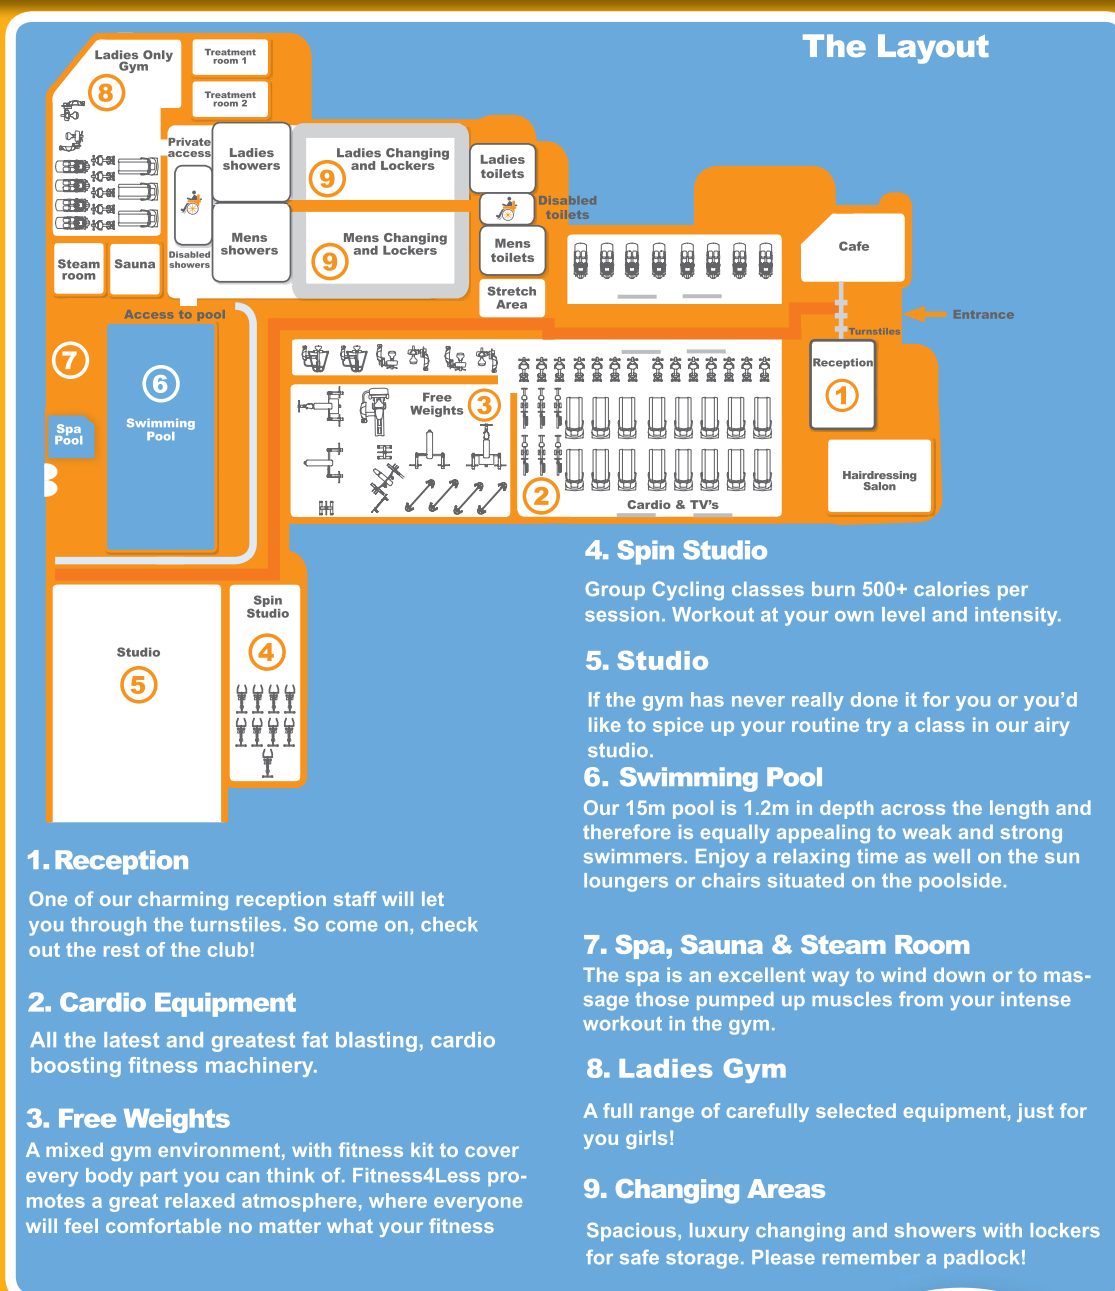 The Layout
Ladies Only
Gym
8
Treatment
room 1
Treatment
room 2
Private
access
Ladies
showers
Ladies Changing
and Lockers
9
Ladies
toilets
Disabled
toilets
Mens
showers
Mens Changing
and Lockers
9
Mens
toilets
Disabled
showers
Steam
room
Sauna
Stretch
Area
Cafe
Access to pool
Entrance
Turnstiles
7
6
Swimming
Pool
Spa
Pool
Reception
1
Free
Weights
3
2
Cardio & TV's
Hairdressing
Salon
Spin
Studio
4
Studio
5
1. Reception
One of our charming reception staff will let
you through the turnstiles. So come on, check
out the rest of the club!
2. Cardio Equipment
All the latest and greatest fat blasting, cardio
boosting fitness machinery.
3. Free Weights
A mixed gym environment, with fitness kit to cover
every body part you can think of. Fitness4Less pro-
motes a great relaxed atmosphere, where everyone
will feel comfortable no matter what your fitness
4. Spin Studio
Group Cycling classes burn 500+ calories per
session. Workout at your own level and intensity.
5. Studio
If the gym has never really done it for you or you'd
like to spice up your routine try a class in our airy
studio.
6. Swimming Pool
Our 15m pool is 1.2m in depth across the length and
therefore is equally appealing to weak and strong
swimmers. Enjoy a relaxing time as well on the sun
loungers or chairs situated on the poolside.
7. Spa, Sauna & Steam Room
The spa is an excellent way to wind down or to mas-
sage those pumped up muscles from your intense
workout in the gym.
8. Ladies Gym
A full range of carefully selected equipment, just for
you girls!
9. Changing Areas
Spacious, luxury changing and showers with lockers
for safe storage. Please remember a padlock!